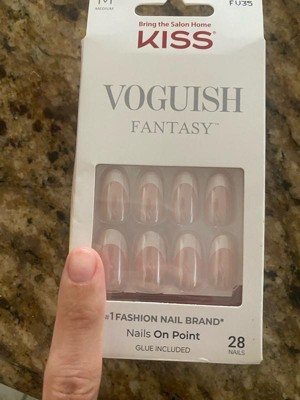 M
MEDIUM
FV35
Bring the Salon Home
KISS
VOGUISH
FANTASY™
#1 FASHION NAIL BRAND*
Nails On Point
GLUE INCLUDED
28
NAILS